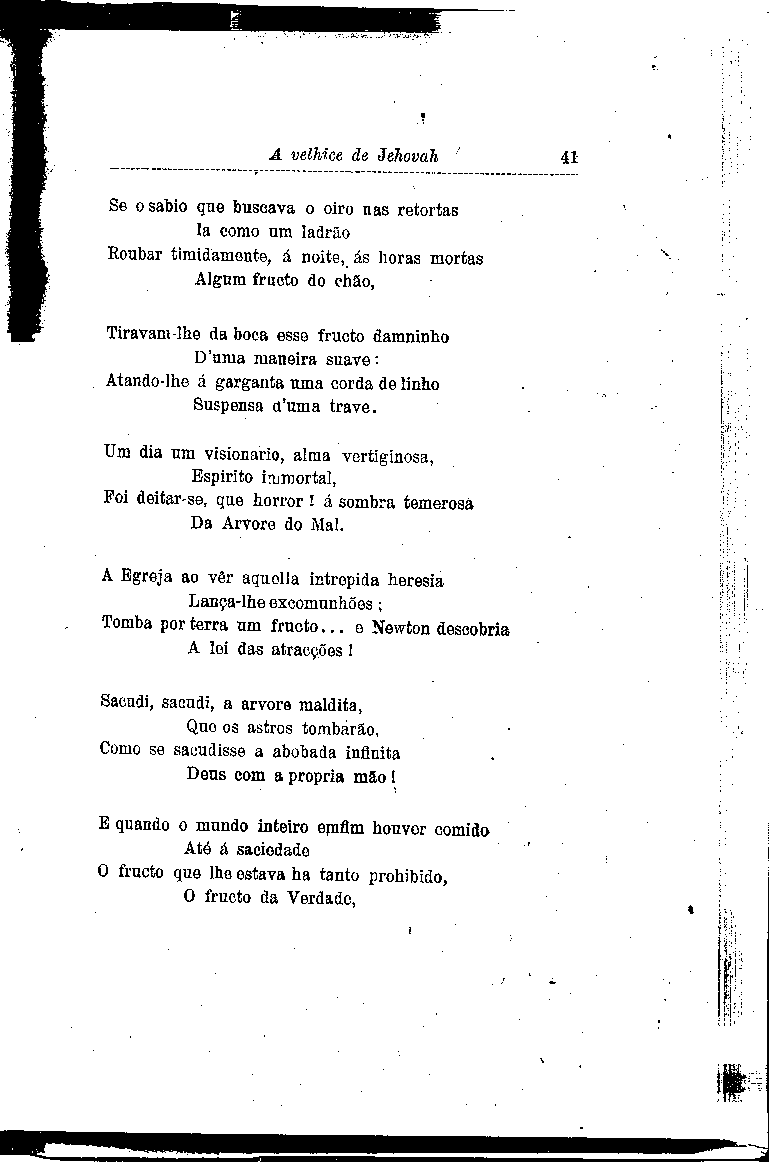 A velhice de Jehovah 41
Se o sabio que buscava o oiro nas retortas
Ia como um ladrão
Roubar timidamente, á noite, ás horas mortas
Algum fructo do chão,
Tiravam-lhe da boca esse fructo damninho
D'uma maneira suave:
Atando-lhe á garganta uma corda de linho
Suspensa d'uma trave.
Um dia um visionario, alma vertiginosa,
Espirito immortal,
Foi deitar-se, que horror! á sombra temerosa
Da Arvore do Mal.
A Egreja ao vêr aquella intrepida heresia
Lança-lhe excomunhões;
Tomba por terra um fructo... e Newton descobria
A lei das atracções!
Sacudi, sacudi, a arvore maldita,
Que os astros tombarão,
Como se sacudisse a abobada infinita
Deus com a propria mão!
E quando o mundo inteiro emfim houver comido
Até á saciedade
O fructo que lhe estava ha tanto prohibido,
O fructo da Verdade,